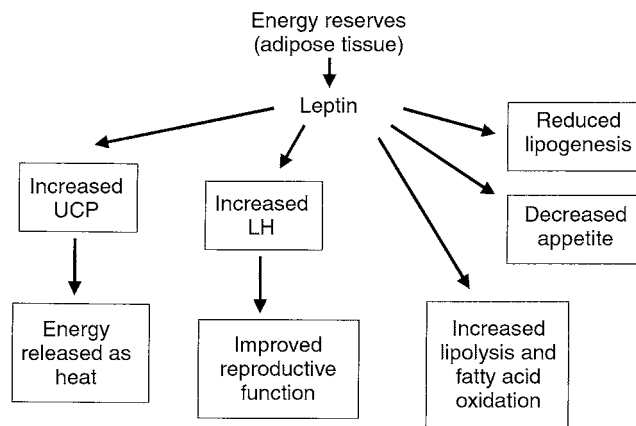 Energy reserves
(adipose tissue)
Leptin
Reduced
lipogenesis
Increased
UCP
Increased
LH
Decreased
appetite
Energy
released as
heat
Improved
reproductive
function
Increased
lipolysis and
fatty acid
oxidation